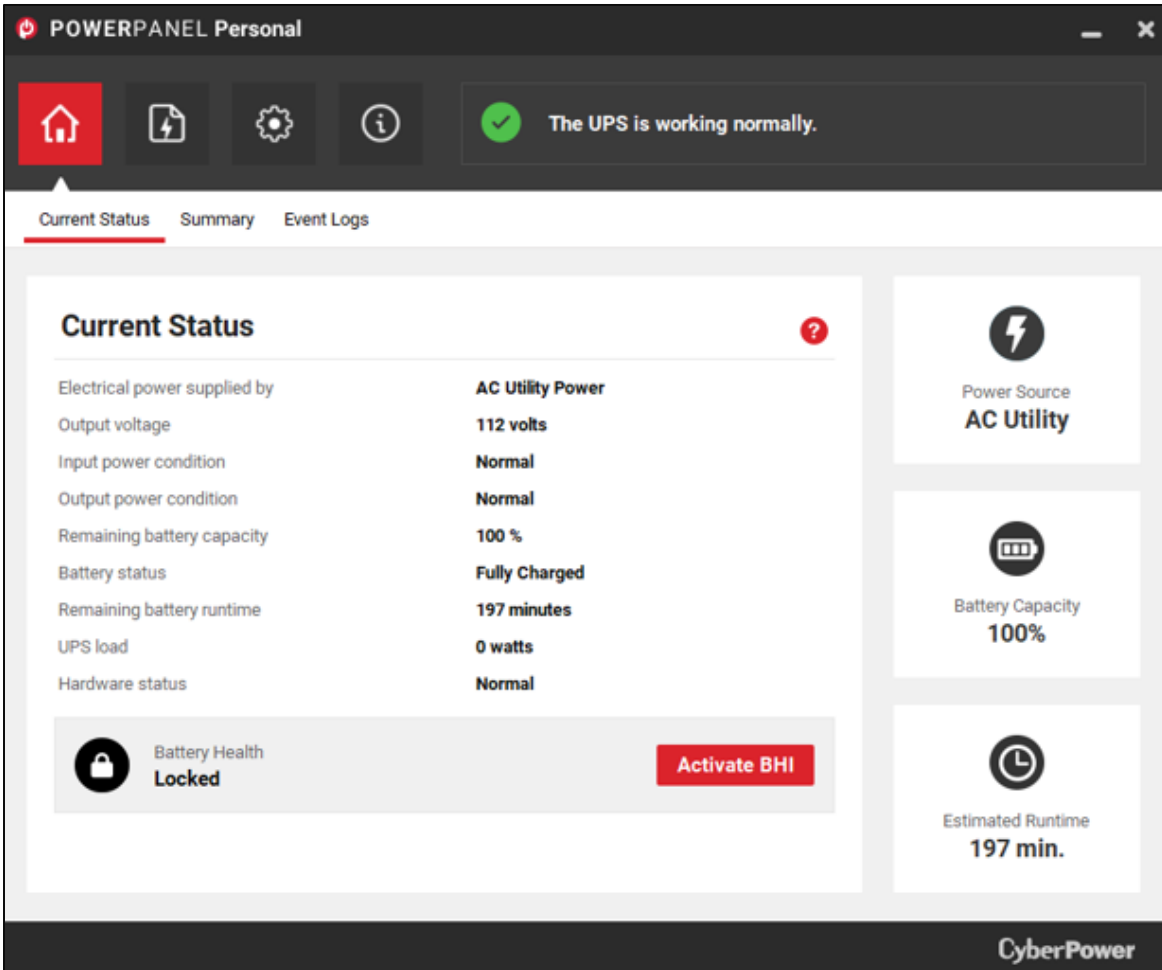 POWERPANEL Personal
The UPS is working normally.
Current Status Summary Event Logs
Current Status
?
Electrical power supplied by AC Utility Power
Output voltage 112 volts
Input power condition Normal
Output power condition Normal
Remaining battery capacity 100 %
Battery status Fully Charged
Remaining battery runtime 197 minutes
UPS load 0 watts
Hardware status Normal
Battery Health
Locked
Activate BHI
Power Source
AC Utility
Battery Capacity
100%
Estimated Runtime
197 min.
CyberPower